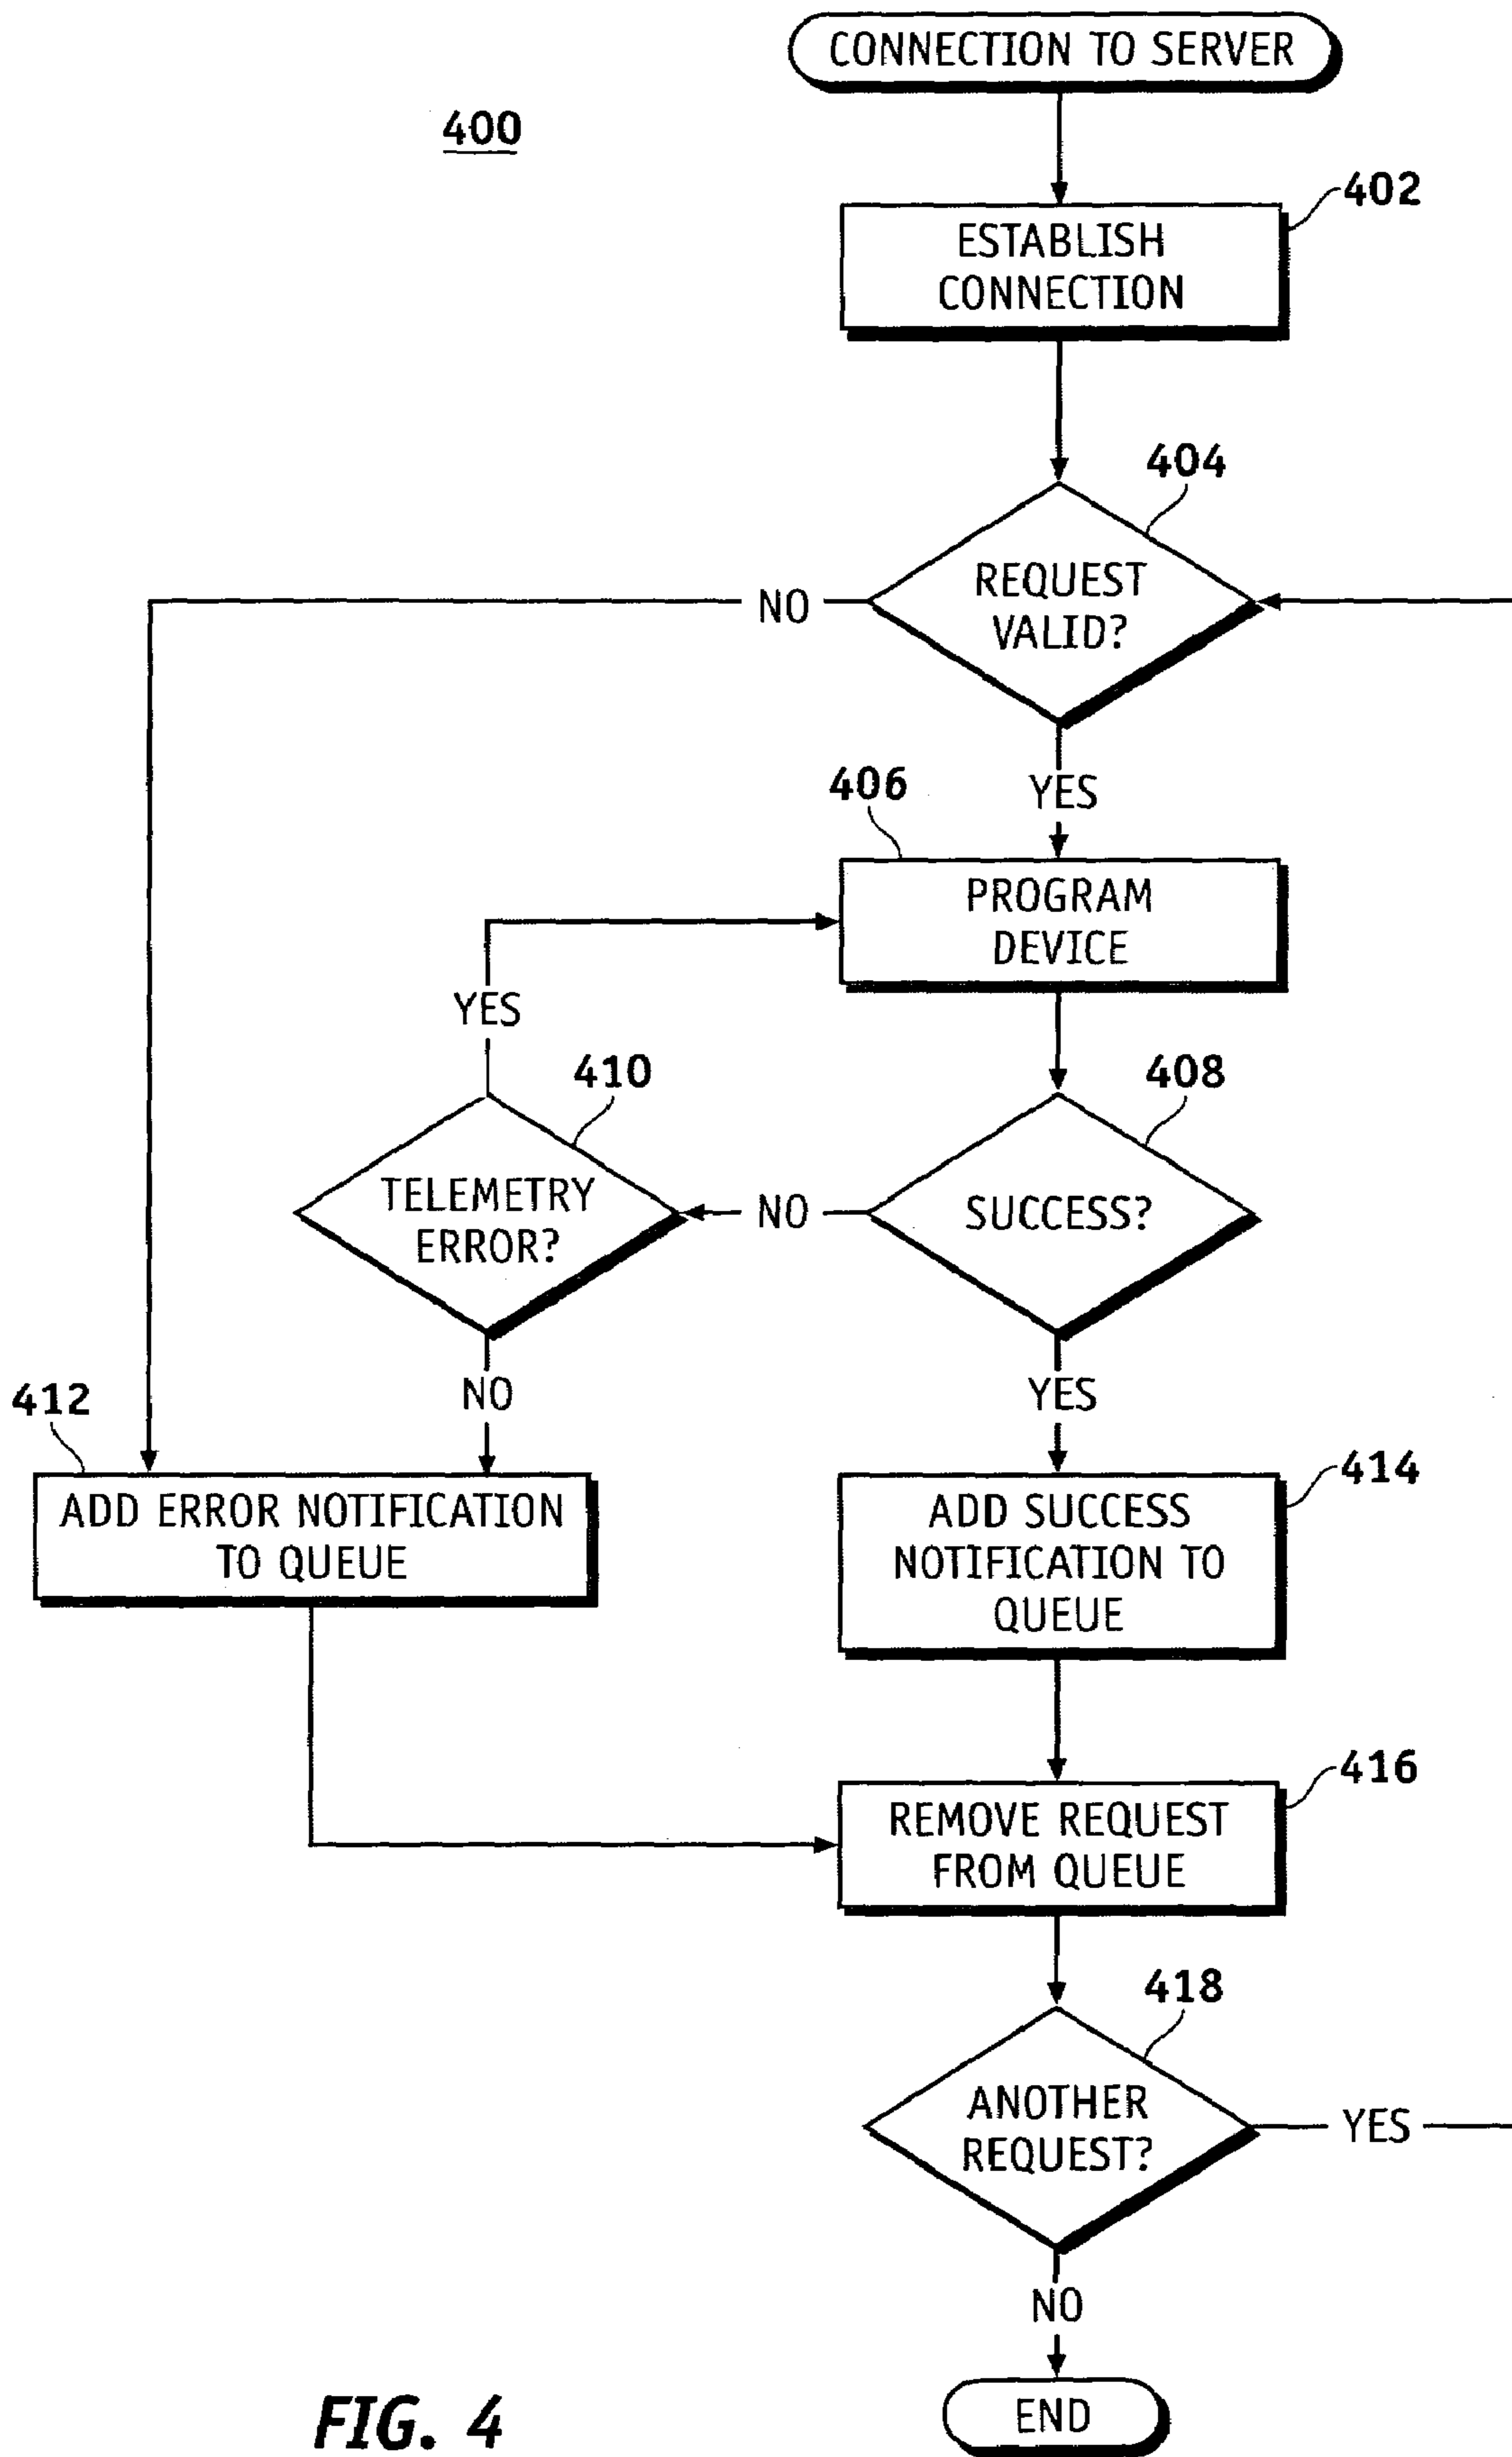 CONNECTION TO SERVER
400
402
ESTABLISH
CONNECTION
404
REQUEST
VALID?
NO
YES
406
PROGRAM
DEVICE
YES
410
408
TELEMETRY
ERROR?
NO
SUCCESS?
NO
YES
412
ADD ERROR NOTIFICATION
TO QUEUE
414
ADD SUCCESS
NOTIFICATION TO
QUEUE
416
REMOVE REQUEST
FROM QUEUE
418
ANOTHER
REQUEST?
YES
NO
END
FIG. 4